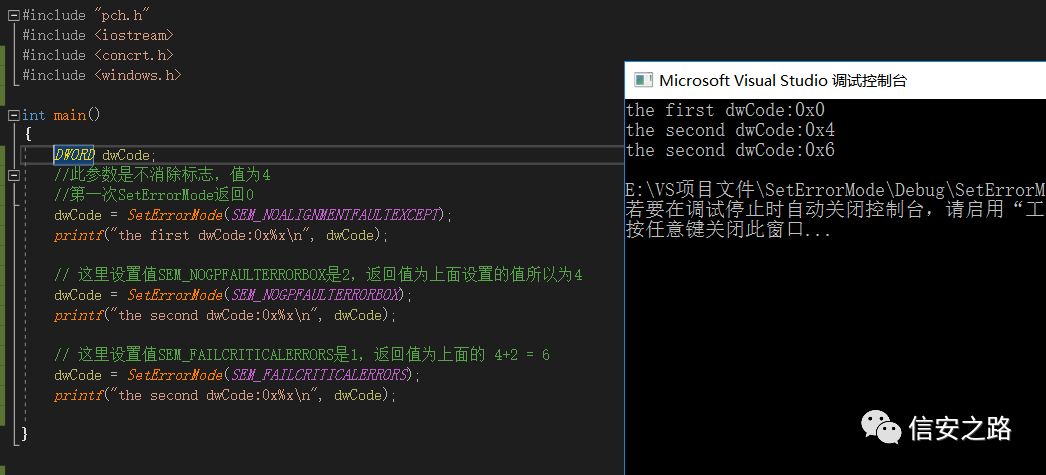 #include "pch.h"
#include <iostream>
#include <concrt.h>
#include <windows.h>
int main()
{
DWORD dwCode;
//此参数是不消除标志，值为4
//第一次SetErrorMode返回0
dwCode = SetErrorMode(SEM_NOALIGNMENTFAULTEXCEPT);
printf("the first dwCode:0x%x\n", dwCode);
// 这里设置值SEM_NOGPFAULTERRORBOX是2，返回值为上面设置的值所以为4
dwCode = SetErrorMode(SEM_NOGPFAULTERRORBOX);
printf("the second dwCode:0x%x\n", dwCode);
// 这里设置值SEM_FAILCRITICALERRORS是1，返回值为上面的 4+2 = 6
dwCode = SetErrorMode(SEM_FAILCRITICALERRORS);
printf("the second dwCode:0x%x\n", dwCode);
}
Microsoft Visual Studio 调试控制台
the first dwCode:0x0
the second dwCode:0x4
the second dwCode:0x6
E:\VS项目文件\SetErrorMode\Debug\SetErrorM
若要在调试停止时自动关闭控制台，请启用“工
按任意键关闭此窗口...
信安之路